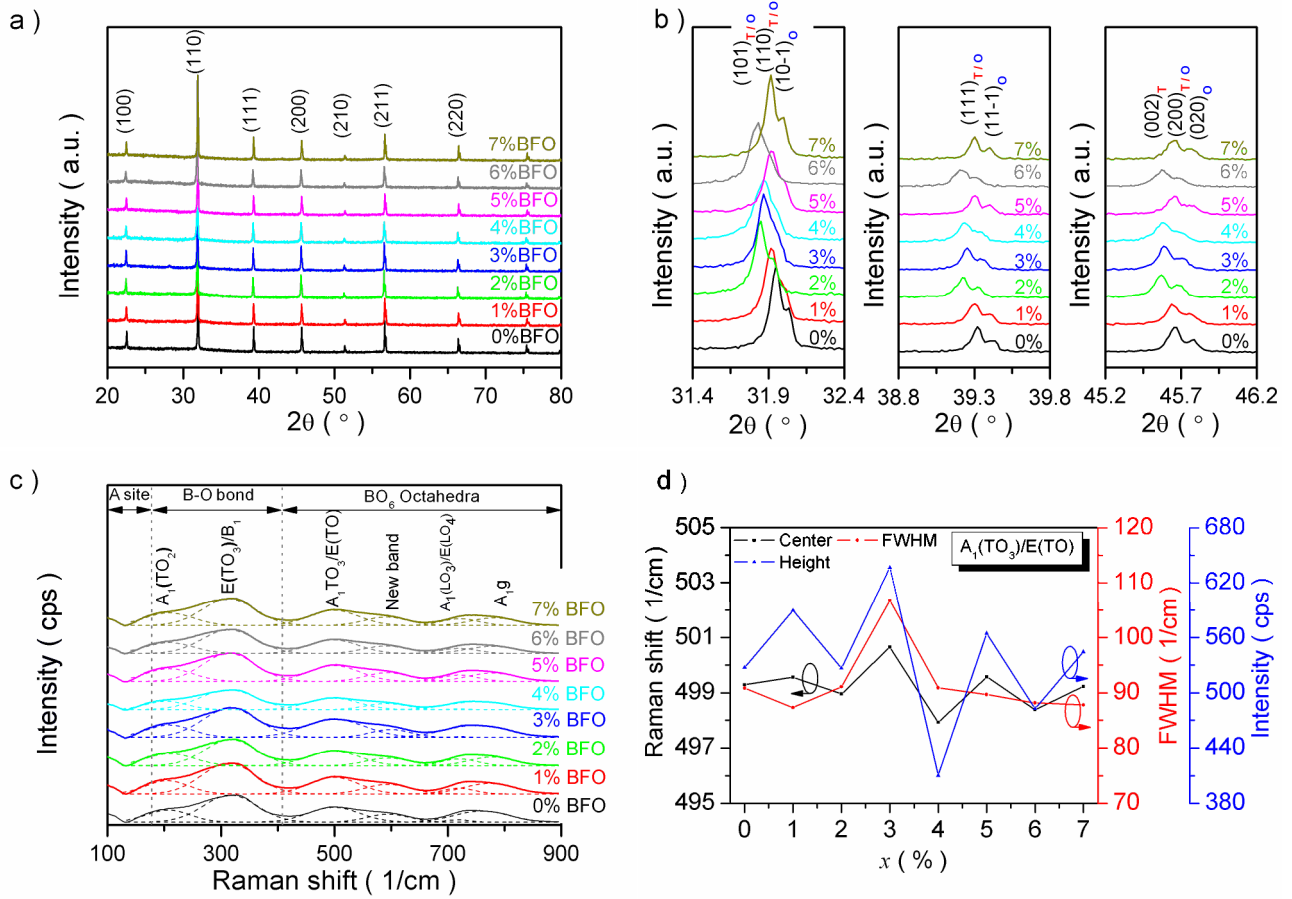 a )
Intensity ( a.u. )
(100)
(110)
(111)
(200)
(210)
(211)
(220)
7%BFO
6%BFO
5%BFO
4%BFO
3%BFO
2%BFO
1%BFO
0%BFO
20 30 40 50 60 70 80
2θ ( ° )
b )
Intensity ( a.u. )
(101)T/O
(110)T/O
(10-1)O
7%
6%
5%
4%
3%
2%
1%
0%
31.4 31.9 32.4
2θ ( ° )
Intensity ( a.u. )
(111)T/O
(11-1)O
7%
6%
5%
4%
3%
2%
1%
0%
38.8 39.3 39.8
2θ ( ° )
Intensity ( a.u. )
(002)T
(200)T/O
(020)O
7%
6%
5%
4%
3%
2%
1%
0%
45.2 45.7 46.2
2θ ( ° )
c )
Intensity ( cps )
A site B-O bond BO6 Octahedra
A1(TO2)
E(TO3)/B1
A1TO3/E(TO)
New band
A1(LO3)/E(LO4)
A1g
7% BFO
6% BFO
5% BFO
4% BFO
3% BFO
2% BFO
1% BFO
0% BFO
100 300 500 700 900
Raman shift ( 1/cm )
d )
Raman shift ( 1/cm )
505
503
501
499
497
495
Center FWHM
Height
A1(TO3)/E(TO)
120
110
100
90
80
70
FWHM ( 1/cm )
680
620
560
500
440
380
Intensity ( cps )
0 1 2 3 4 5 6 7
x ( % )